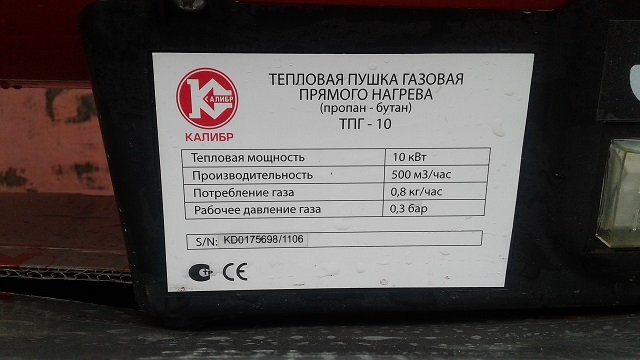 КАЛИБР
КАЛИБР
ТЕПЛОВАЯ ПУШКА ГАЗОВАЯ
ПРЯМОГО НАГРЕВА
(пропан - бутан)
ТПГ - 10
Тепловая мощность 10 кВт
Производительность 500 м3/час
Потребление газа 0,8 кг/час
Рабочее давление газа 0,3 бар
S/N: KD0175698/1106
CE